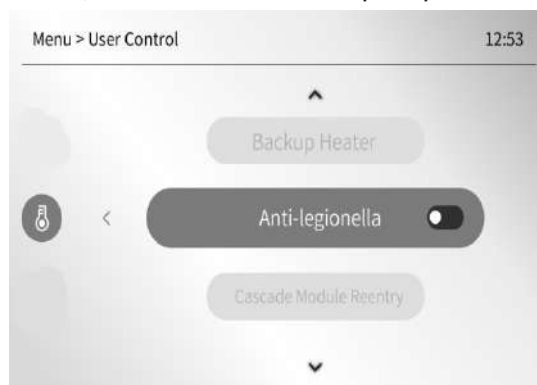 Menu > User Control
12:53
Backup Heater
Anti-legionella
Cascade Module Reentry